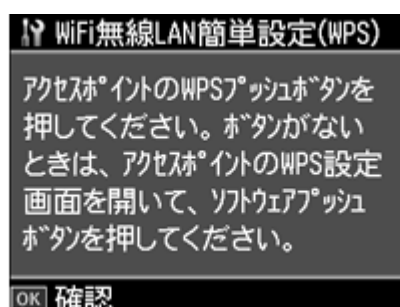 WiFi無線LAN簡単設定(WPS)
ｱｸｾｽﾎﾟｲﾝﾄのWPSﾌﾟｯｼｭﾎﾞﾀﾝを
押してください。ﾎﾞﾀﾝがない
ときは、ｱｸｾｽﾎﾟｲﾝﾄのWPS設定
画面を開いて、ｿﾌﾄｳｪｱﾌﾟｯｼｭ
ﾎﾞﾀﾝを押してください。
OK 確認